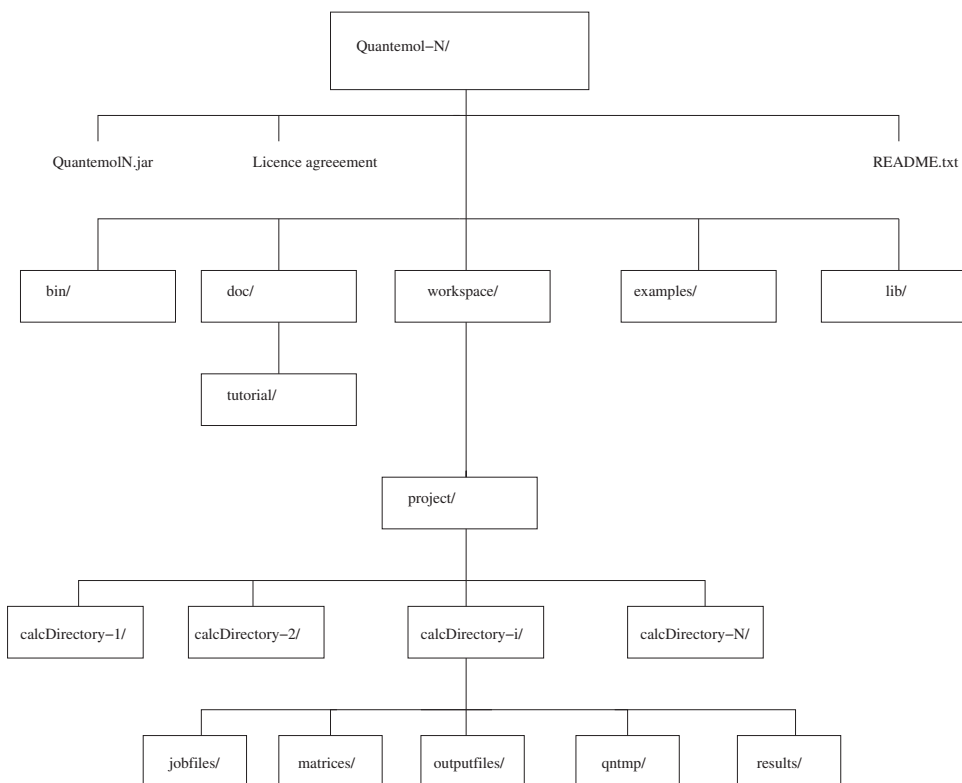 Quantemol−N/
QuantemolN.jar
Licence agreeement
README.txt
bin/
doc/
workspace/
examples/
lib/
tutorial/
project/
calcDirectory−1/
calcDirectory−2/
calcDirectory−i/
calcDirectory−N/
jobfiles/
matrices/
outputfiles/
qntmp/
results/